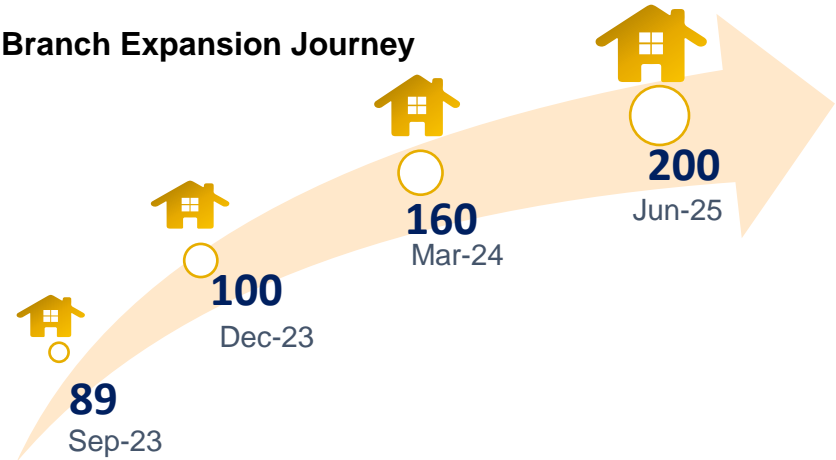 Branch Expansion Journey
200
Jun-25
160
Mar-24
100
Dec-23
89
Sep-23